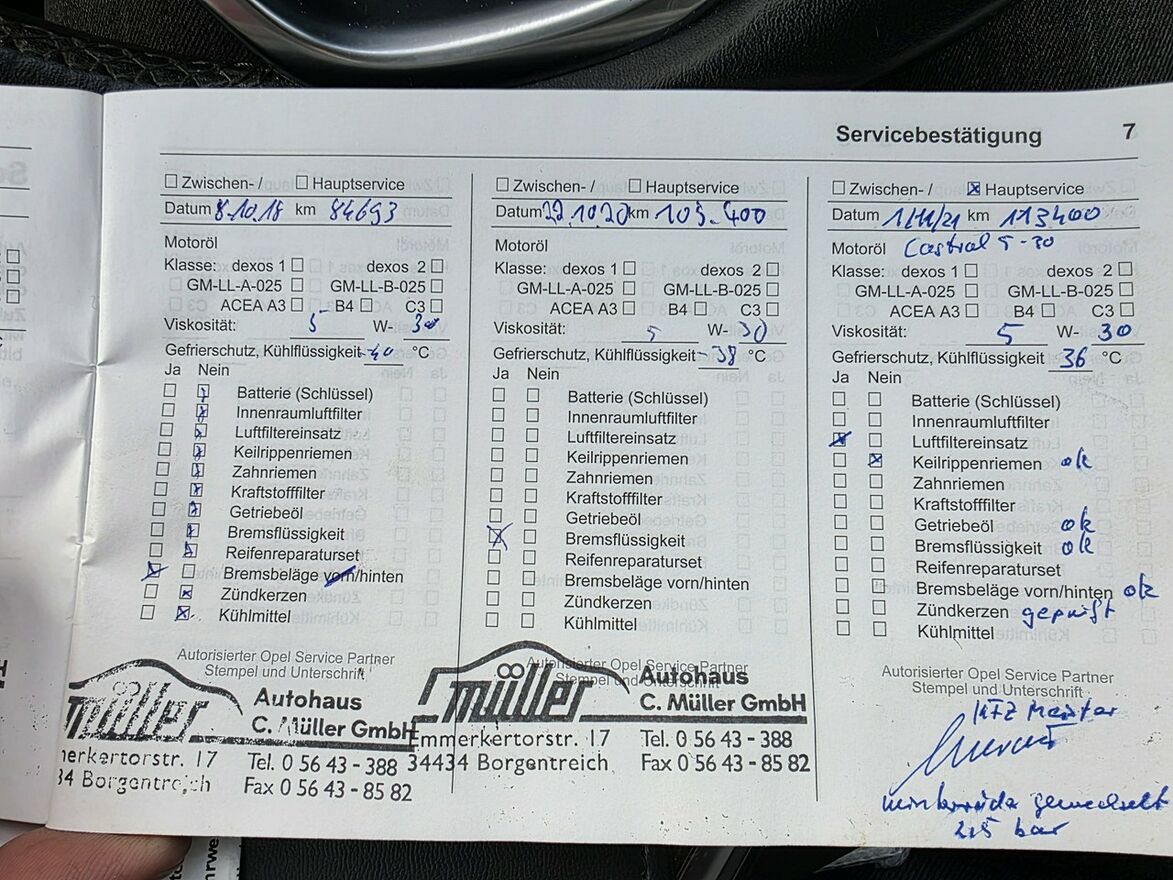 Servicebestätigung 7
Zwischen- / Hauptservice
Datum 8.10.18 km 84693
Motoröl
Klasse: dexos 1 dexos 2
GM-LL-A-025 GM-LL-B-025
ACEA A3 B4 C3
Viskosität: 5 W- 30
Gefrierschutz, Kühlflüssigkeit -40 °C
Ja Nein
Batterie (Schlüssel)
Innenraumluftfilter
Luftfiltereinsatz
Keilrippenriemen
Zahnriemen
Kraftstofffilter
Getriebeöl
Bremsflüssigkeit
Reifenreparaturset
Bremsbeläge vorn/hinten
Zündkerzen
Kühlmittel
Autorisierter Opel Service Partner
Stempel und Unterschrift
müller Autohaus
C. Müller GmbH
merkertorstr. 17 Tel. 0 56 43 - 388
34 Borgentreich Fax 0 56 43 - 85 82
Zwischen- / Hauptservice
Datum 22.10.20 km 105.400
Motoröl
Klasse: dexos 1 dexos 2
GM-LL-A-025 GM-LL-B-025
ACEA A3 B4 C3
Viskosität: 5 W- 30
Gefrierschutz, Kühlflüssigkeit -38 °C
Ja Nein
Batterie (Schlüssel)
Innenraumluftfilter
Luftfiltereinsatz
Keilrippenriemen
Zahnriemen
Kraftstofffilter
Getriebeöl
Bremsflüssigkeit
Reifenreparaturset
Bremsbeläge vorn/hinten
Zündkerzen
Kühlmittel
Autorisierter Opel Service Partner
Stempel und Unterschrift
müller Autohaus
C. Müller GmbH
Emmerkertorstr. 17 Tel. 0 56 43 - 388
34434 Borgentreich Fax 0 56 43 - 85 82
Zwischen- / Hauptservice
Datum 1/11/21 km 113400
Motoröl Castrol 5-30
Klasse: dexos 1 dexos 2
GM-LL-A-025 GM-LL-B-025
ACEA A3 B4 C3
Viskosität: 5 W- 30
Gefrierschutz, Kühlflüssigkeit 36 °C
Ja Nein
Batterie (Schlüssel)
Innenraumluftfilter
Luftfiltereinsatz
Keilrippenriemen ok
Zahnriemen
Kraftstofffilter
Getriebeöl ok
Bremsflüssigkeit ok
Reifenreparaturset
Bremsbeläge vorn/hinten ok
Zündkerzen geprüft
Kühlmittel
Autorisierter Opel Service Partner
Stempel und Unterschrift
KFZ Meister
winterräder gewechselt
2,5 bar